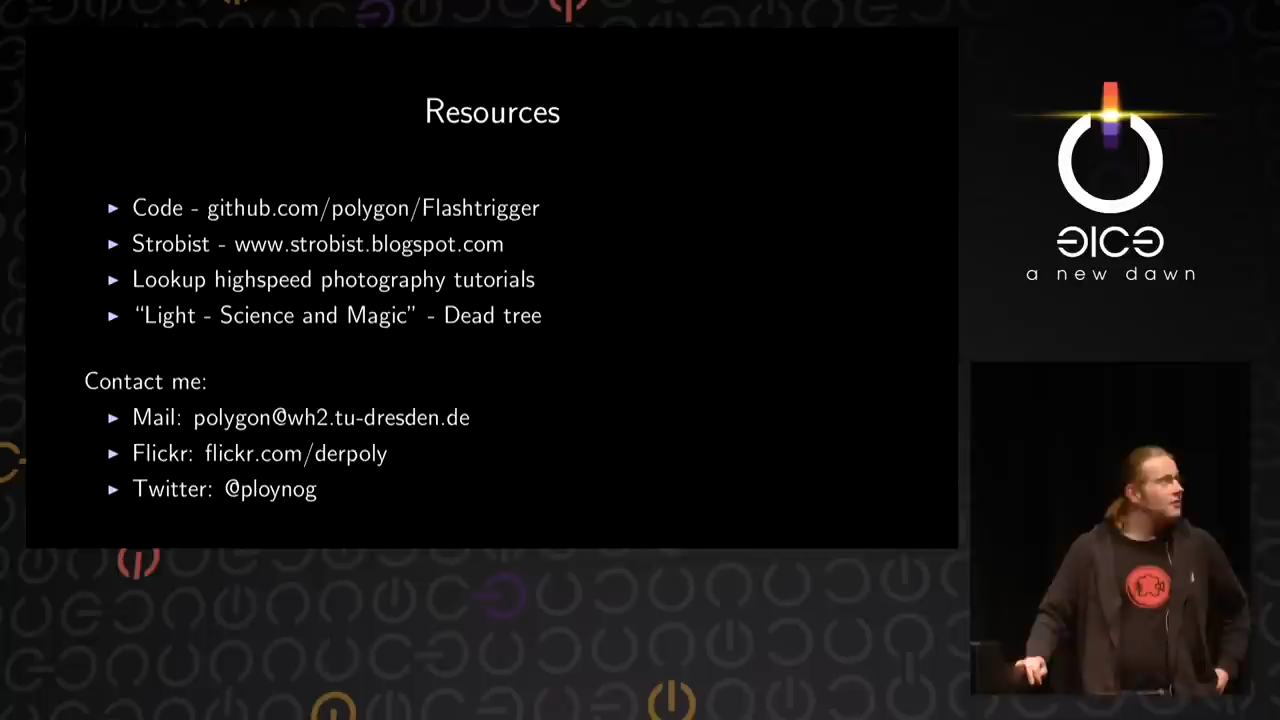 Resources
Code - github.com/polygon/Flashtrigger
Strobist - www.strobist.blogspot.com
Lookup highspeed photography tutorials
“Light - Science and Magic” - Dead tree
Contact me:
Mail: polygon@wh2.tu-dresden.de
Flickr: flickr.com/derpoly
Twitter: @ploynog
a new dawn